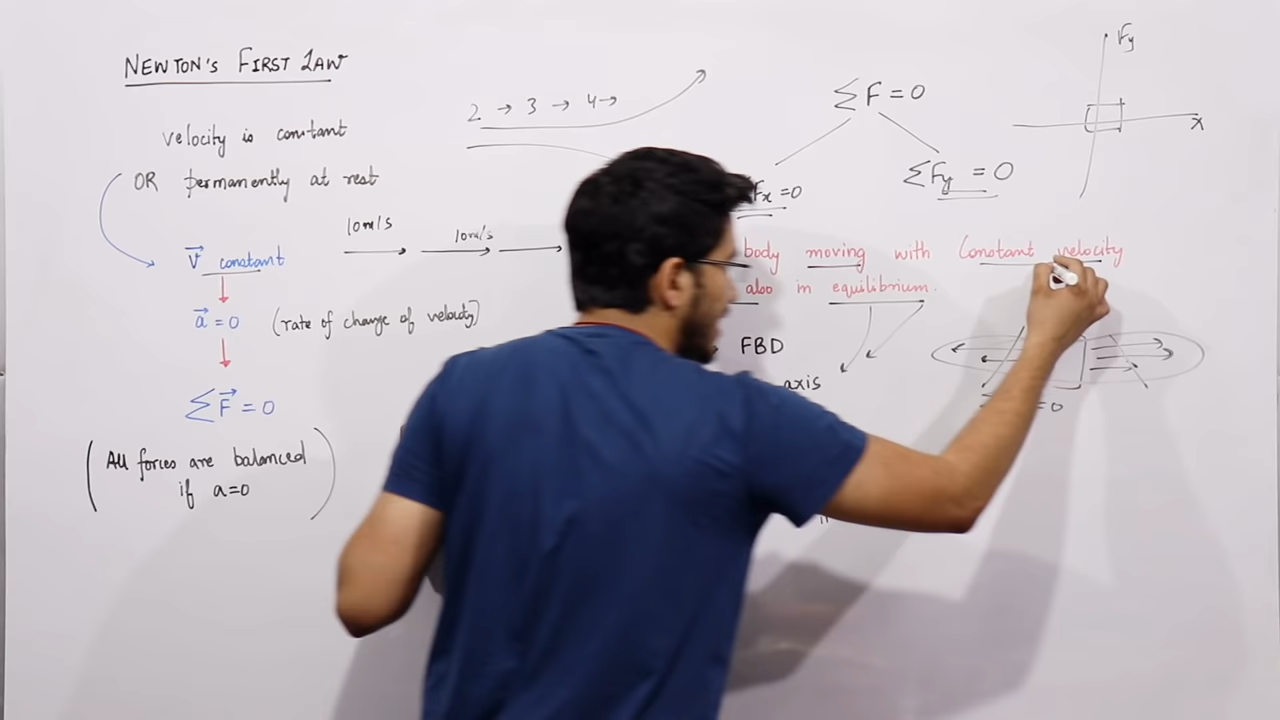 NEWTON'S FIRST LAW
velocity is constant
OR permanently at rest
10m/s 10m/s
V constant
a = 0 (rate of change of velocity)
ΣF = 0
(All forces are balanced
if a=0)
2 → 3 → 4 →
ΣF = 0
Fx = 0
ΣFy = 0
body moving with Constant velocity
also in equilibrium.
FBD
axis
= 0
Fy
x